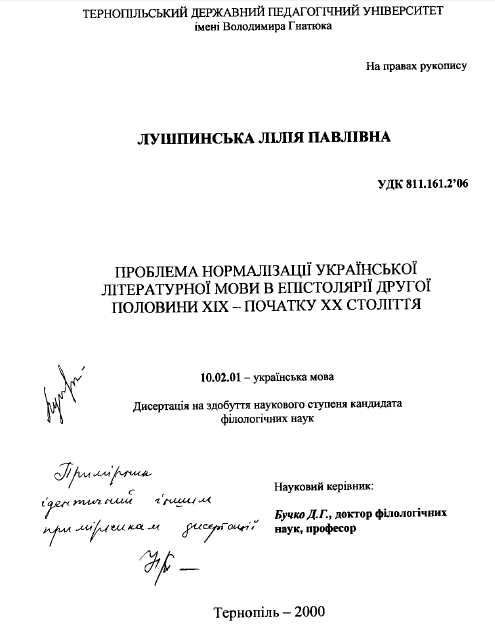 ТЕРНОПІЛЬСЬКИЙ ДЕРЖАВНИЙ ПЕДАГОГІЧНИЙ УНІВЕРСИТЕТ
імені Володимира Гнатюка
На правах рукопису
ЛУШПИНСЬКА ЛІЛІЯ ПАВЛІВНА
УДК 811.161.2’06
ПРОБЛЕМА НОРМАЛІЗАЦІЇ УКРАЇНСЬКОЇ
ЛІТЕРАТУРНОЇ МОВИ В ЕПІСТОЛЯРІЇ ДРУГОЇ
ПОЛОВИНИ XIX – ПОЧАТКУ XX СТОЛІТТЯ
10.02.01 – українська мова
Дисертація на здобуття наукового ступеня кандидата
філологічних наук
Примірник
ідентичний іншим
примірникам дисертації
Науковий керівник:
Бучко Д.Г., доктор філологічних
наук, професор
Тернопіль – 2000